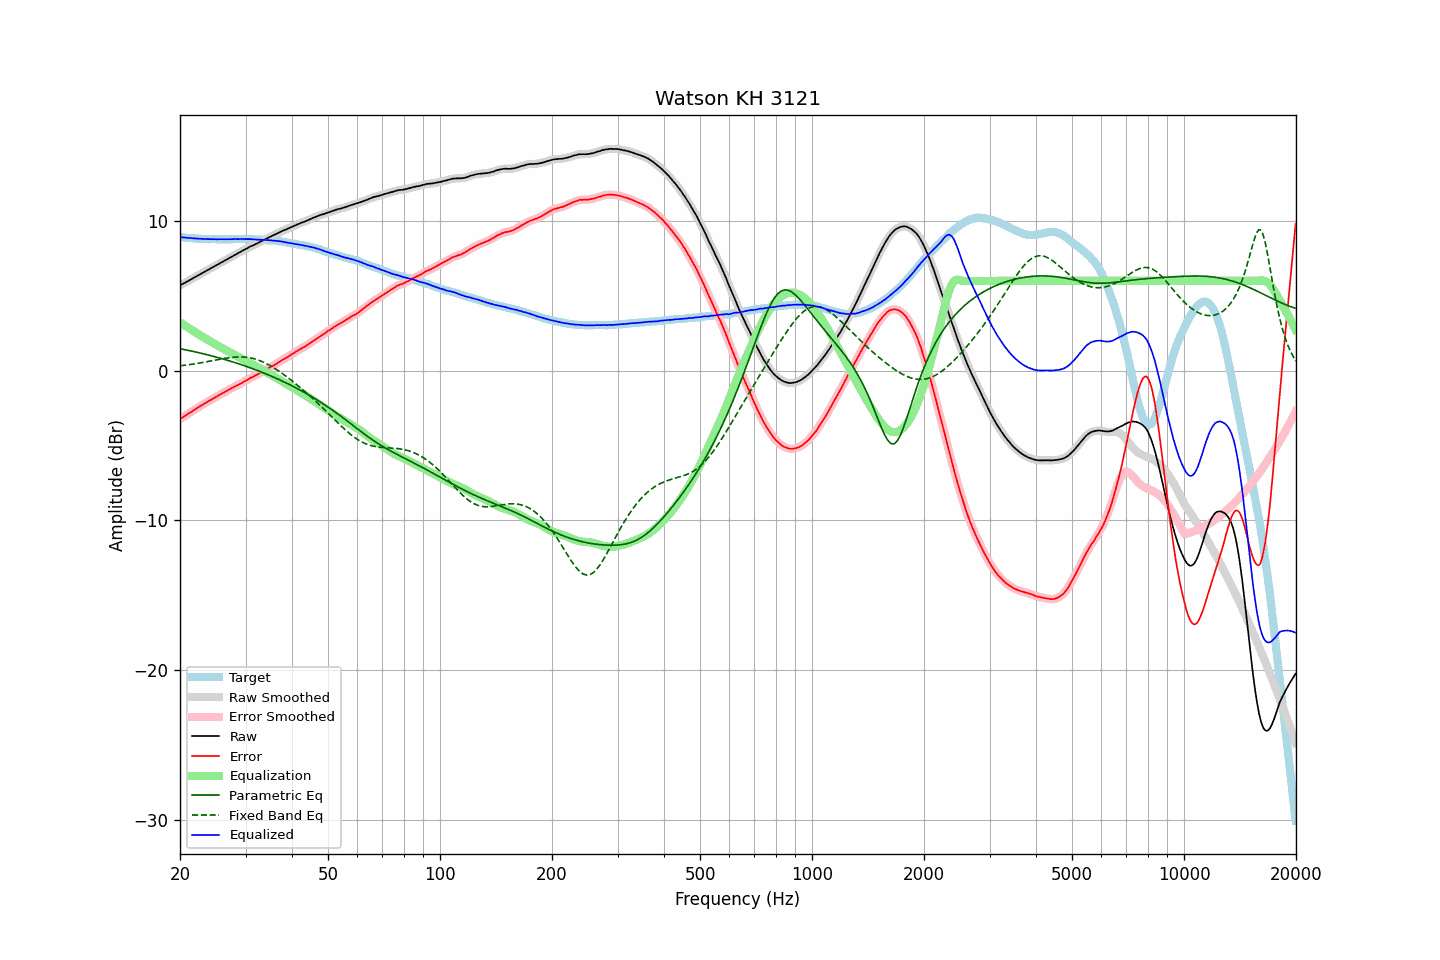 Watson KH 3121
Amplitude (dBr)
10
0
−10
−20
−30
Target
Raw Smoothed
Error Smoothed
Raw
Error
Equalization
Parametric Eq
Fixed Band Eq
Equalized
20 50 100 200 500 1000 2000 5000 10000 20000
Frequency (Hz)